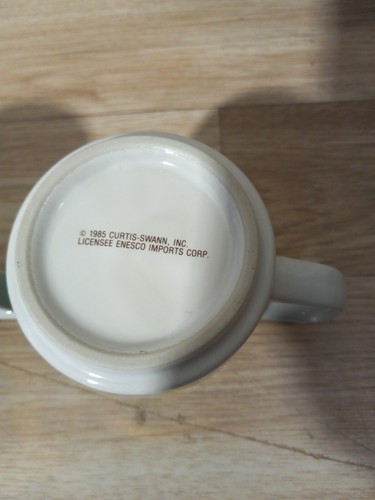 © 1985 CURTIS-SWANN, INC.
LICENSEE ENESCO IMPORTS CORP.